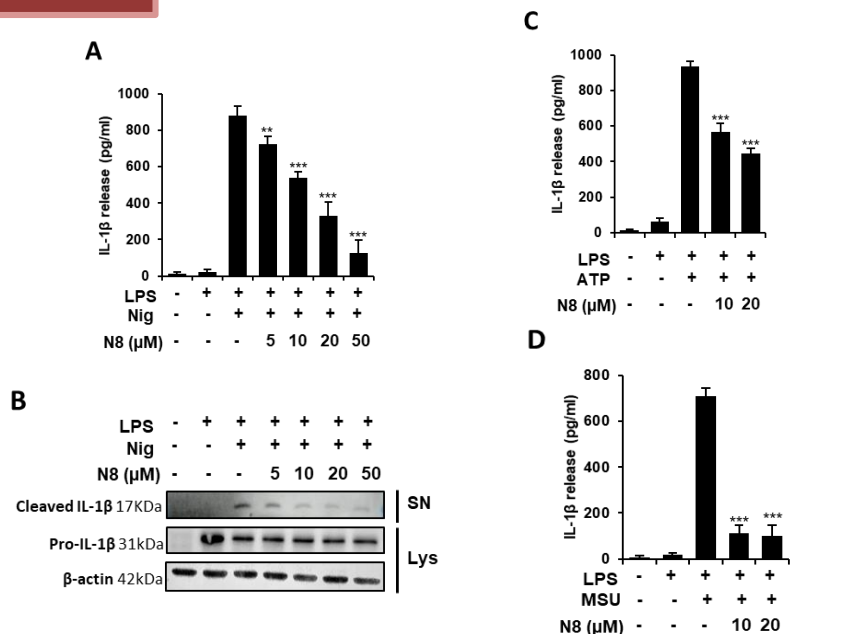 A
IL-1β release (pg/ml)
1000
800
600
400
200
0
**
***
***
***
LPS - + + + + + +
Nig - - + + + + +
N8 (µM) - - - 5 10 20 50
B
LPS - + + + + + +
Nig - - + + + + +
N8 (µM) - - - 5 10 20 50
Cleaved IL-1β 17KDa
SN
Pro-IL-1β 31kDa
β-actin 42kDa
Lys
C
IL-1β release (pg/ml)
1000
800
600
400
200
0
***
***
LPS - + + + +
ATP - - + + +
N8 (µM) - - - 10 20
D
IL-1β release (pg/ml)
800
600
400
200
0
***
***
LPS - + + + +
MSU - - + + +
N8 (µM) - - - 10 20